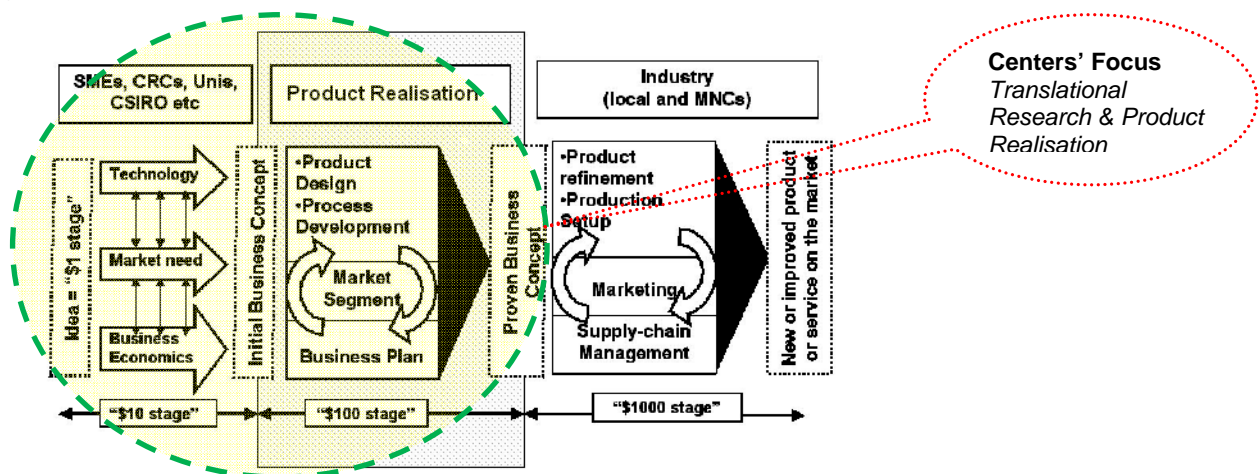 SMEs, CRCs, Unis,
CSIRO etc
Product Realisation
Industry
(local and MNCs)
Centers' Focus
Translational
Research & Product
Realisation
Idea = "$1 stage"
Technology
Market need
Business
Economics
Initial Business Concept
•Product
Design
•Process
Development
Market
Segment
Business Plan
Proven Business
Concept
•Product
refinement
•Production
Setup
Marketing
Supply-chain
Management
New or improved product
or service on the market
"$10 stage"
"$100 stage"
"$1000 stage"